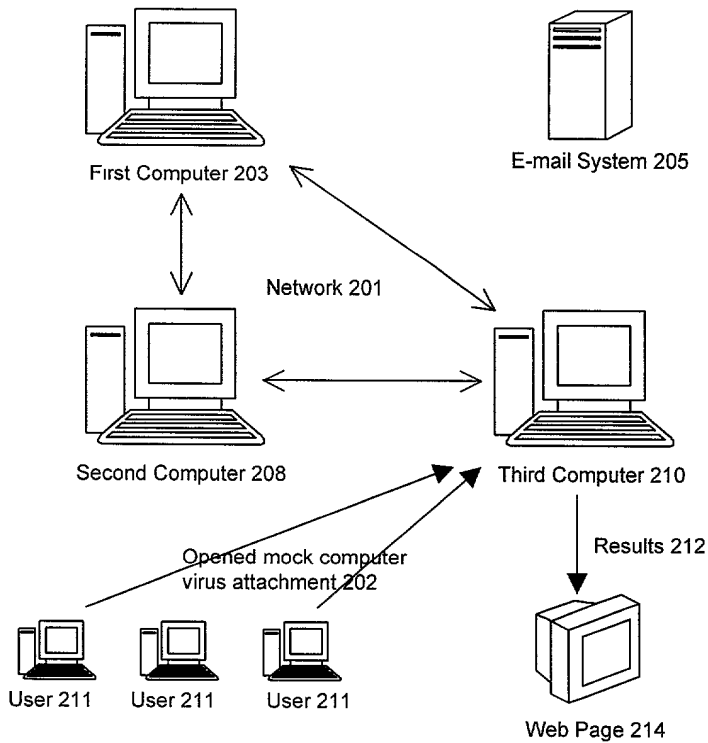 First Computer 203
E-mail System 205
Network 201
Second Computer 208
Third Computer 210
Opened mock computer
virus attachment 202
Results 212
User 211
User 211
User 211
Web Page 214